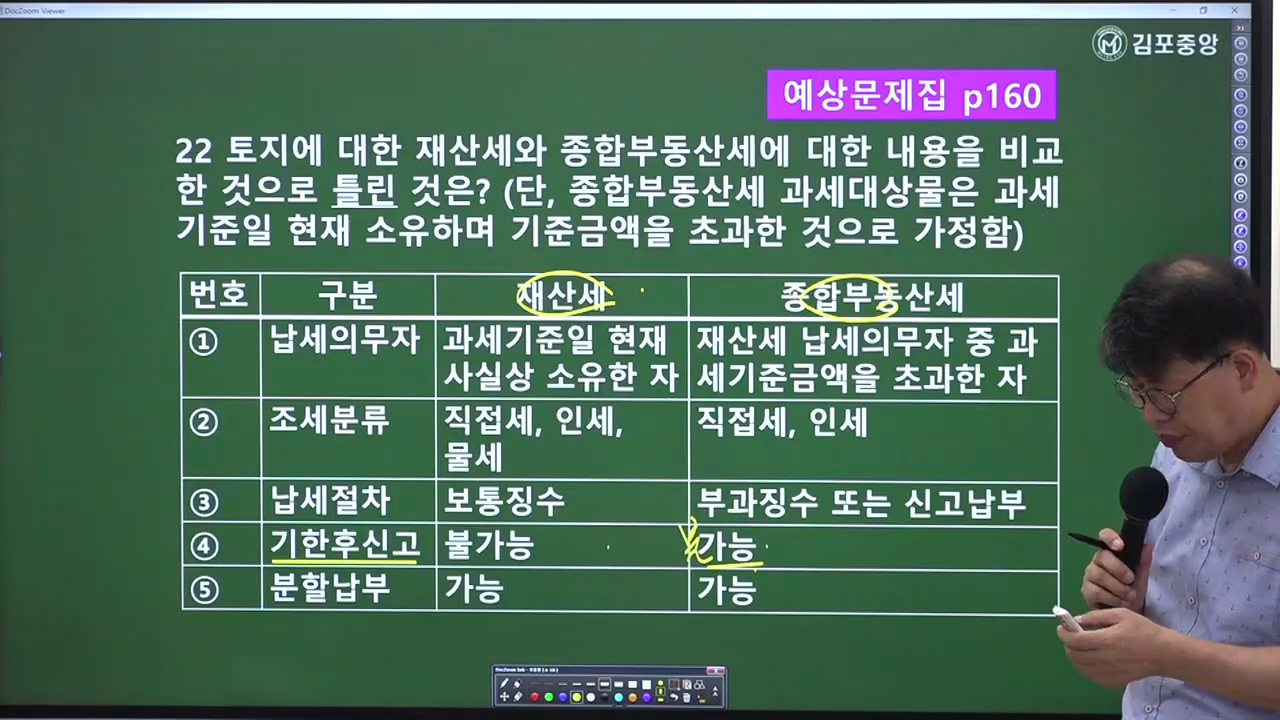 DocZoom Viewer
김포중앙
예상문제집 p160
22 토지에 대한 재산세와 종합부동산세에 대한 내용을 비교
한 것으로 틀린 것은? (단, 종합부동산세 과세대상물은 과세
기준일 현재 소유하며 기준금액을 초과한 것으로 가정함)
번호 구분 재산세 종합부동산세
① 납세의무자 과세기준일 현재 재산세 납세의무자 중 과
사실상 소유한 자 세기준금액을 초과한 자
② 조세분류 직접세, 인세, 직접세, 인세
물세
③ 납세절차 보통징수 부과징수 또는 신고납부
④ 기한후신고 불가능 가능
⑤ 분할납부 가능 가능